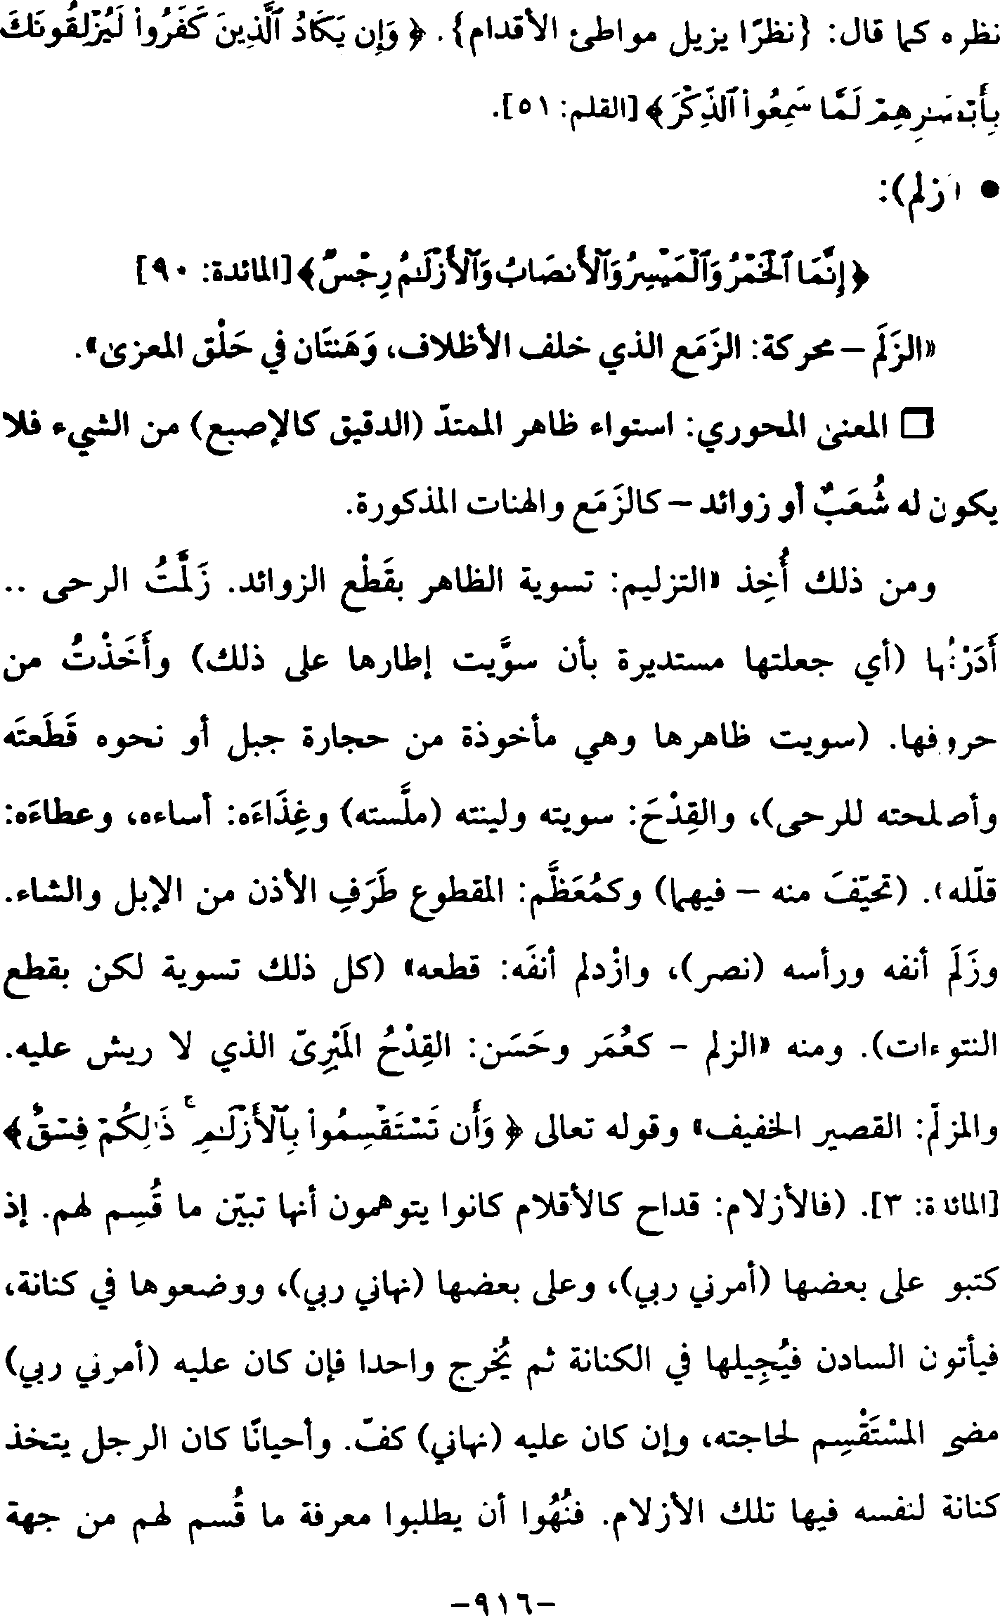 نظره كما قال: {نظرًا يزيل مواطئ الأقدام}. ﴿ وَإِن يَكَادُ ٱلَّذِينَ كَفَرُواْ لَيُزْلِقُونَكَ
بِأَبْصَٰرِهِمْ لَمَّا سَمِعُواْ ٱلذِّكْرَ﴾ [القلم: ٥١].
● (زلم):
﴿إِنَّمَا ٱلْخَمْرُ وَٱلْمَيْسِرُ وَٱلْأَنصَابُ وَٱلْأَزْلَٰمُ رِجْسٌ﴾ [المائدة: ٩٠]
«الزَلَم – محركة: الزَمَع الذي خلف الأظلاف، وَهَنتَان في حَلْق المعزىٰ».
❒ المعنىٰ المحوري: استواء ظاهر الممتدّ (الدقيق كالإصبع) من الشيء فلا
يكون له شُعَبٌ أو زوائد – كالزَمَع والهنات المذكورة.
ومن ذلك أُخِذ «التزليم: تسوية الظاهر بقَطْع الزوائد. زَلَّمْتُ الرحى ..
أَدَرْتُها (أي جعلتها مستديرة بأن سوَّيت إطارها على ذلك) وأَخَذْتُ من
حروفها. (سويت ظاهرها وهي مأخوذة من حجارة جبل أو نحوه قَطَعتَه
وأصلحته للرحى)، والقِدْحَ: سويته ولينته (ملَّسته) وغِذَاءَه: أساءه، وعطاءَه:
قلّله». (تحيّفَ منه – فيهما) وكمُعَظَّم: المقطوع طَرَفِ الأذن من الإبل والشاء.
وزَلَمَ أنفه ورأسه (نصر)، وازْدلم أنفَه: قطعه» (كل ذلك تسوية لكن بقطع
النتوءات). ومنه «الزلم – كعُمَر وحَسَن: القِدْحُ المَبْرِىّ الذي لا ريش عليه.
والمزلّم: القصير الخفيف» وقوله تعالى ﴿ وَأَن تَسْتَقْسِمُواْ بِٱلْأَزْلَٰمِ ۚ ذَٰلِكُمْ فِسْقٌ﴾
[المائدة: ٣]. (فالأزلام: قداح كالأقلام كانوا يتوهمون أنها تبيّن ما قُسِم لهم. إذ
كتبو على بعضها (أمرني ربي)، وعلى بعضها (نهاني ربي)، ووضعوها في كنانة،
فيأتون السادن فيُجِيلها في الكنانة ثم يُخرج واحدا فإن كان عليه (أمرني ربي)
مضى المسْتَقْسِم لحاجته، وإن كان عليه (نهاني) كفّ. وأحيانًا كان الرجل يتخذ
كنانة لنفسه فيها تلك الأزلام. فنُهُوا أن يطلبوا معرفة ما قُسم لهم من جهة
–٩١٦–